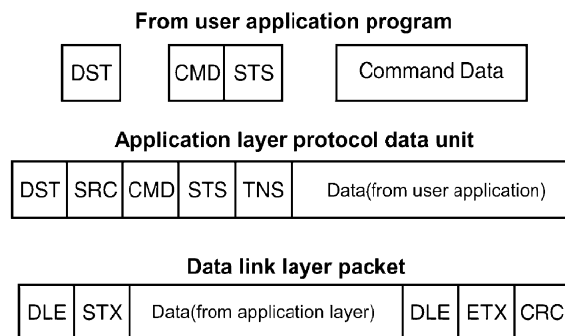 From user application program
DST CMD STS Command Data
Application layer protocol data unit
DST SRC CMD STS TNS Data(from user application)
Data link layer packet
DLE STX Data(from application layer) DLE ETX CRC